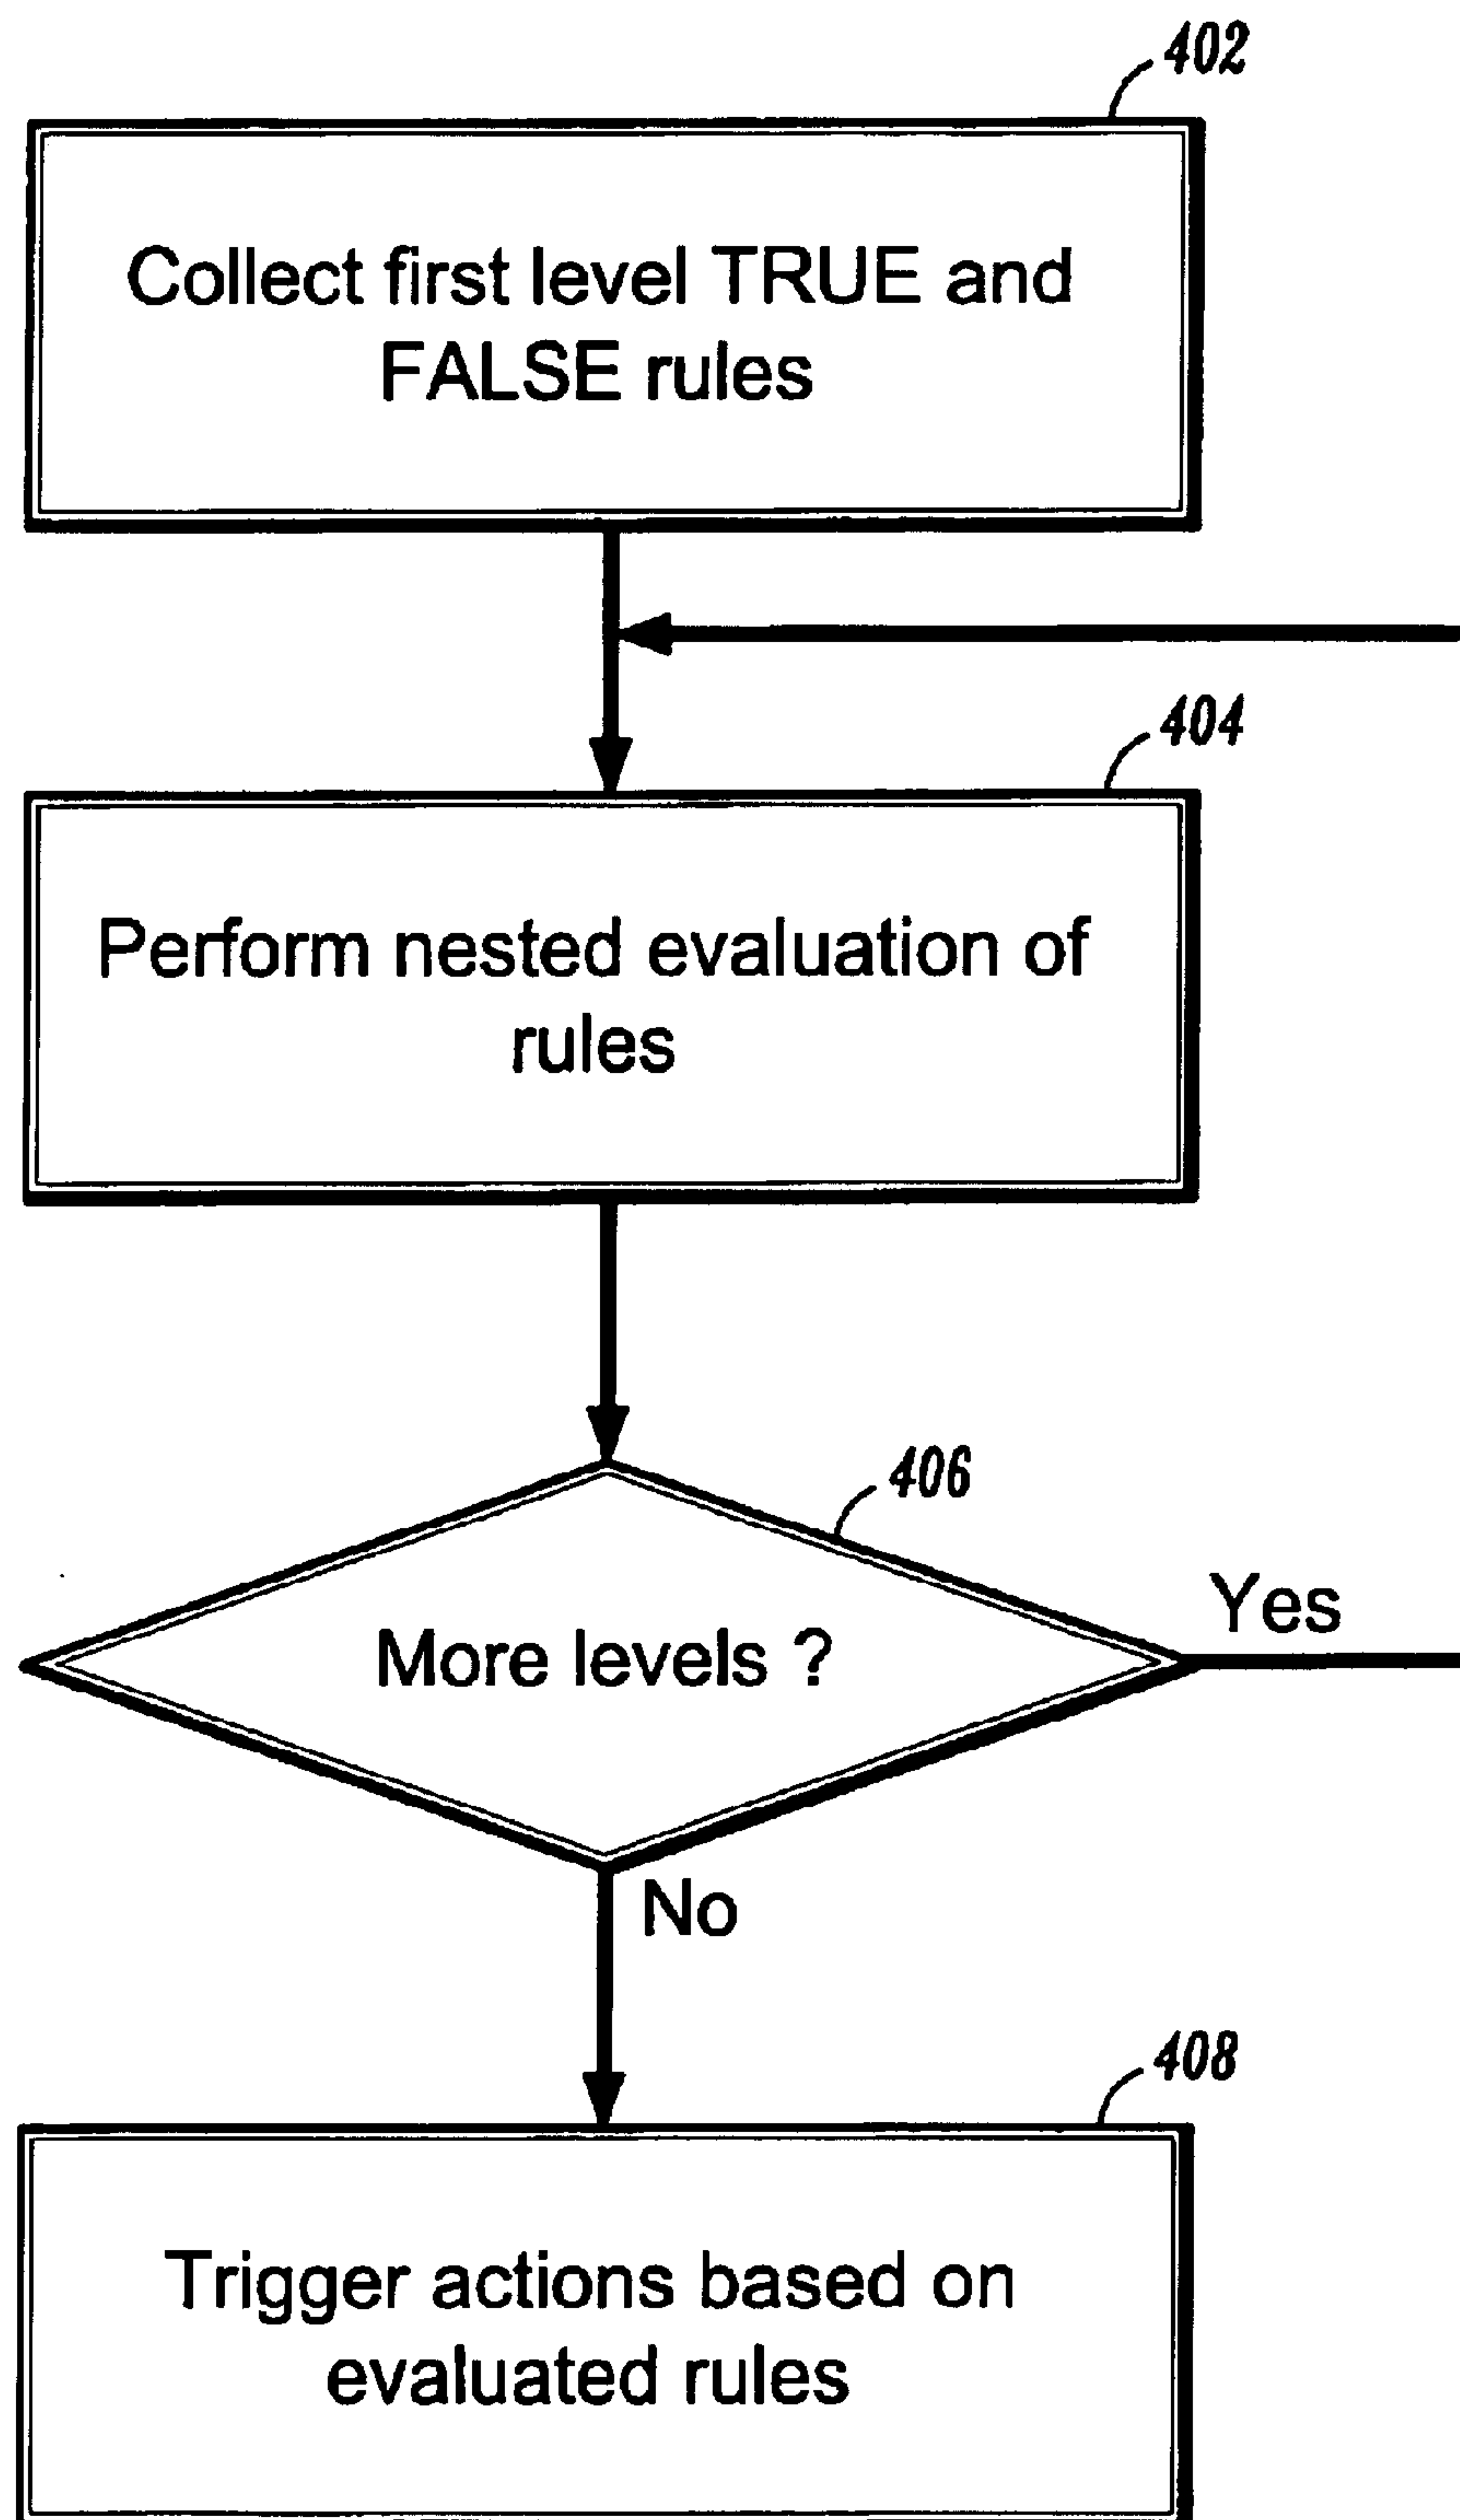 402
Collect first level TRUE and
FALSE rules
404
Perform nested evaluation of
rules
406
More levels ?
Yes
No
408
Trigger actions based on
evaluated rules